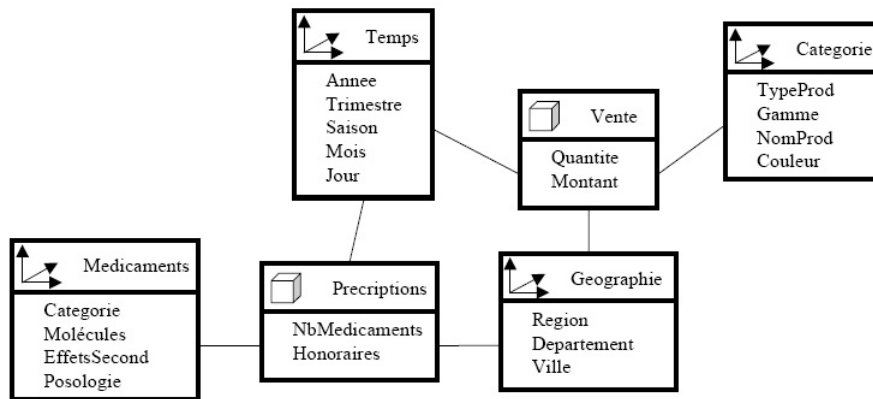 Temps
Annee
Trimestre
Saison
Mois
Jour
Vente
Quantite
Montant
Categorie
TypeProd
Gamme
NomProd
Couleur
Medicaments
Categorie
Molécules
EffetsSecond
Posologie
Precriptions
NbMedicaments
Honoraires
Geographie
Region
Departement
Ville